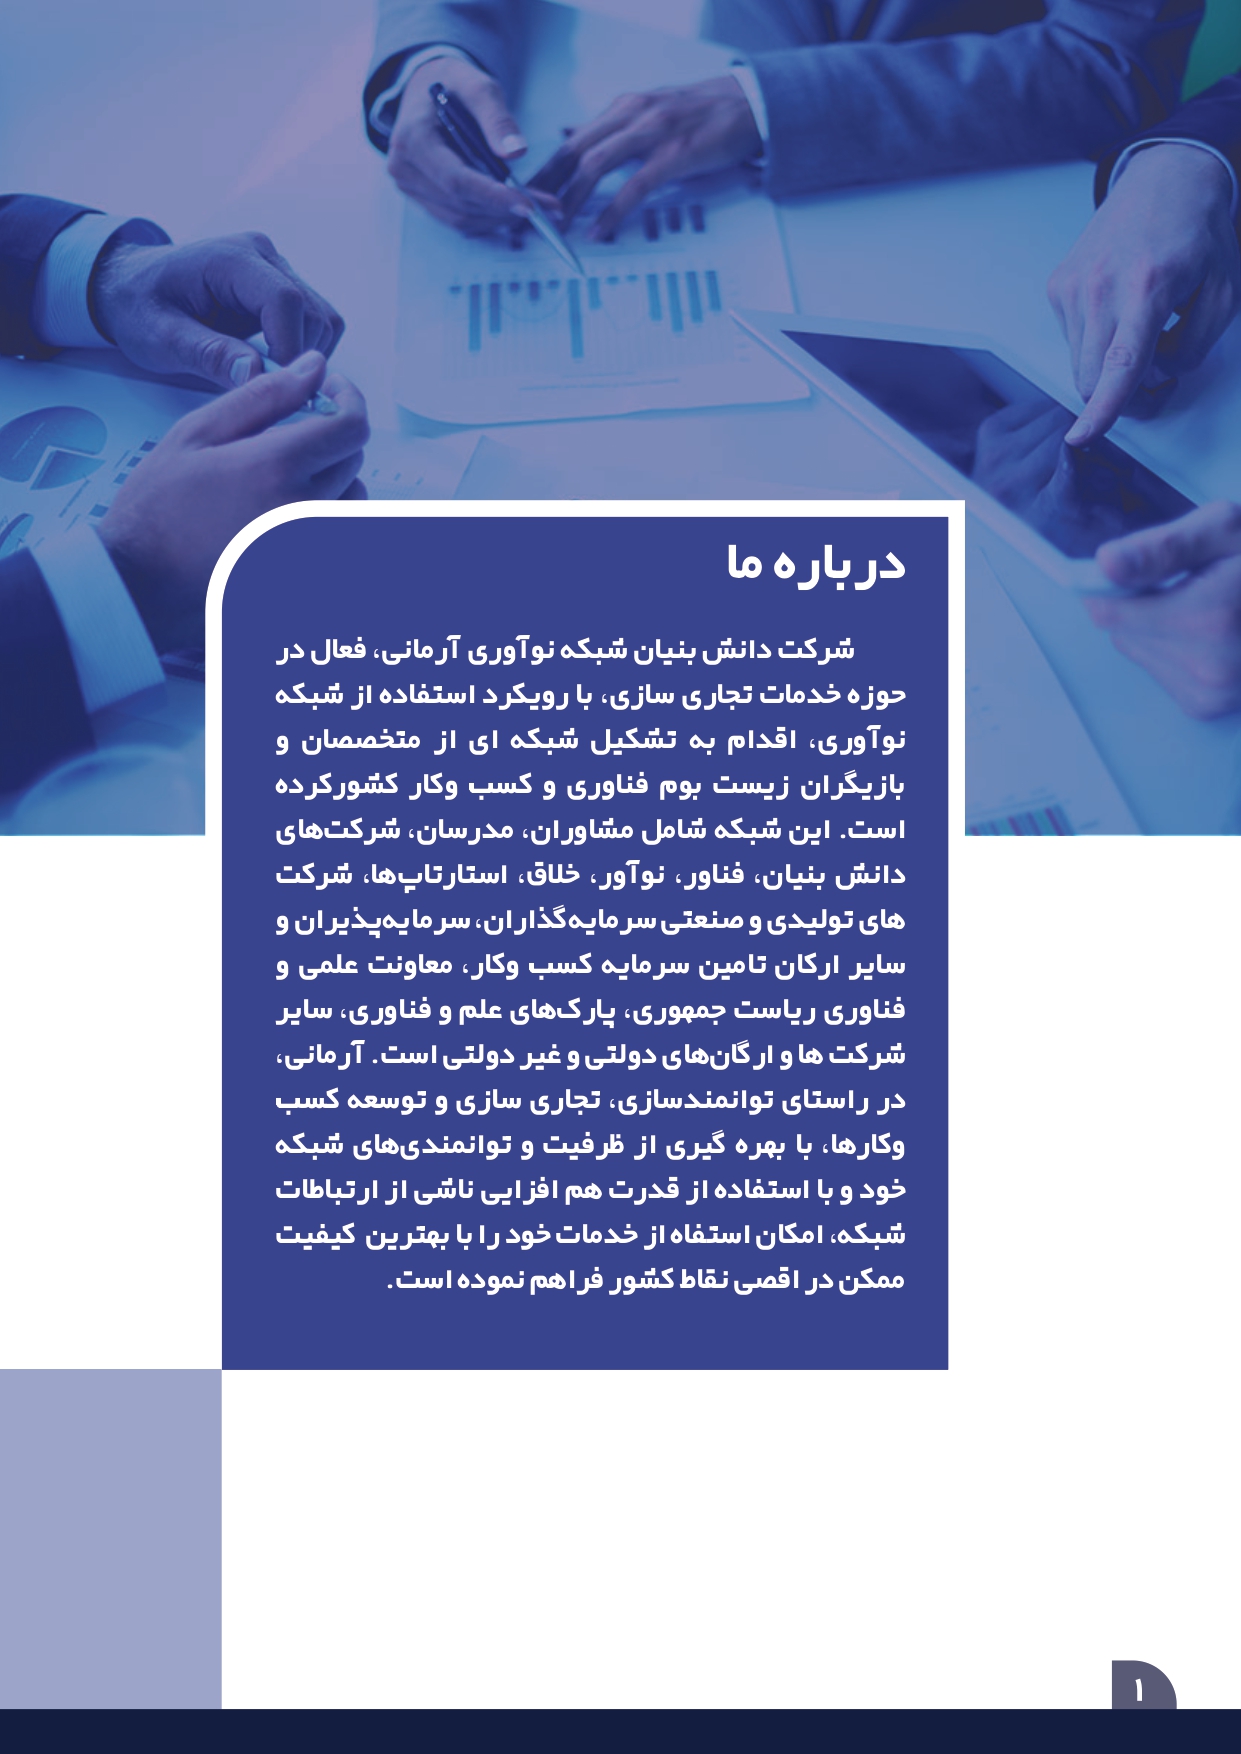 درباره ما
شرکت دانش بنیان شبکه نوآوری آرمانی، فعال در
حوزه خدمات تجاری سازی، با رویکرد استفاده از شبکه
نوآوری، اقدام به تشکیل شبکه ای از متخصصان و
بازیگران زیست بوم فناوری و کسب وکار کشورکرده
است. این شبکه شامل مشاوران، مدرسان، شرکت‌های
دانش بنیان، فناور، نوآور، خلاق، استارتاپ‌ها، شرکت
های تولیدی و صنعتی سرمایه‌گذاران، سرمایه‌پذیران و
سایر ارکان تامین سرمایه کسب وکار، معاونت علمی و
فناوری ریاست جمهوری، پارک‌های علم و فناوری، سایر
شرکت ها و ارگان‌های دولتی و غیر دولتی است. آرمانی،
در راستای توانمندسازی، تجاری سازی و توسعه کسب
وکارها، با بهره گیری از ظرفیت و توانمندی‌های شبکه
خود و با استفاده از قدرت هم افزایی ناشی از ارتباطات
شبکه، امکان استفاه از خدمات خود را با بهترین کیفیت
ممکن در اقصی نقاط کشور فراهم نموده است.
۱